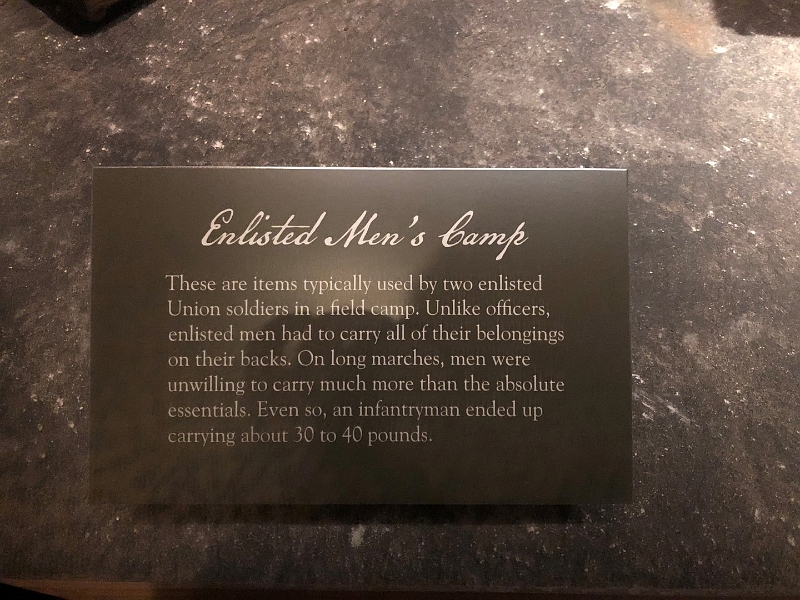 Enlisted Men's Camp
These are items typically used by two enlisted
Union soldiers in a field camp. Unlike officers,
enlisted men had to carry all of their belongings
on their backs. On long marches, men were
unwilling to carry much more than the absolute
essentials. Even so, an infantryman ended up
carrying about 30 to 40 pounds.